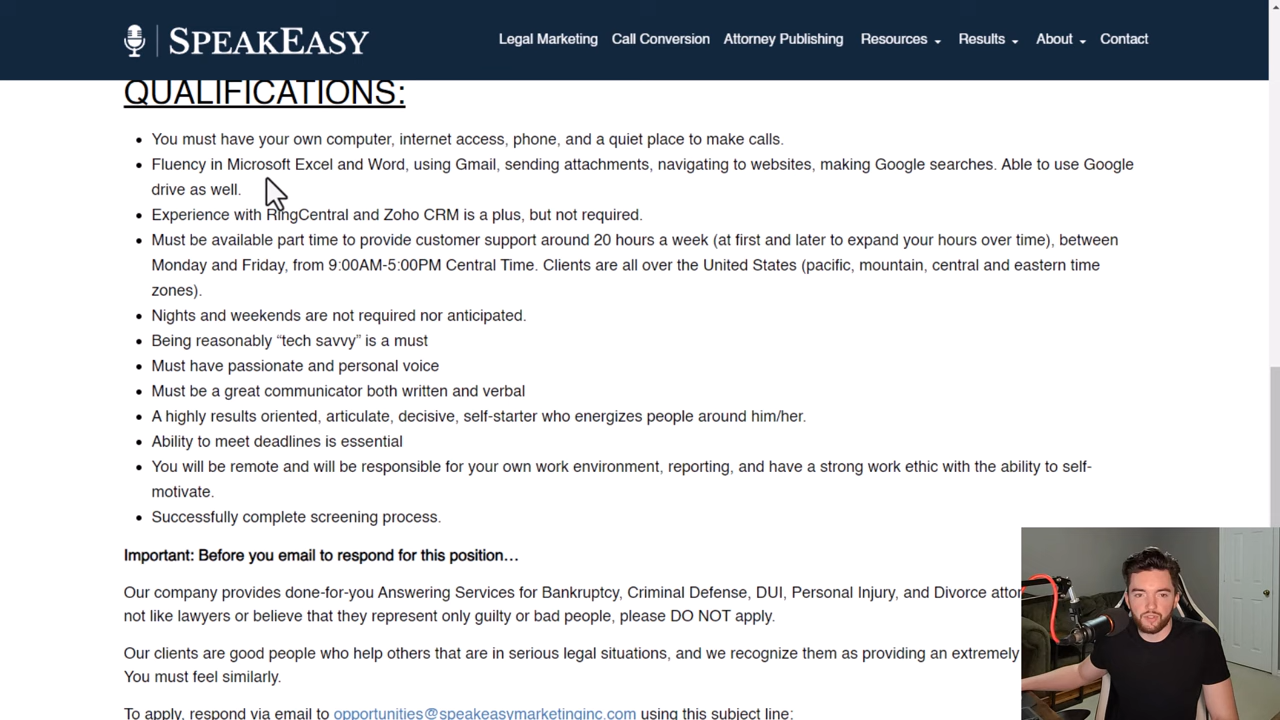 SPEAKEASY
Legal Marketing Call Conversion Attorney Publishing Resources Results About Contact
QUALIFICATIONS:
You must have your own computer, internet access, phone, and a quiet place to make calls.
Fluency in Microsoft Excel and Word, using Gmail, sending attachments, navigating to websites, making Google searches. Able to use Google
drive as well.
Experience with RingCentral and Zoho CRM is a plus, but not required.
Must be available part time to provide customer support around 20 hours a week (at first and later to expand your hours over time), between
Monday and Friday, from 9:00AM-5:00PM Central Time. Clients are all over the United States (pacific, mountain, central and eastern time
zones).
Nights and weekends are not required nor anticipated.
Being reasonably “tech savvy” is a must
Must have passionate and personal voice
Must be a great communicator both written and verbal
A highly results oriented, articulate, decisive, self-starter who energizes people around him/her.
Ability to meet deadlines is essential
You will be remote and will be responsible for your own work environment, reporting, and have a strong work ethic with the ability to self-
motivate.
Successfully complete screening process.
Important: Before you email to respond for this position…
Our company provides done-for-you Answering Services for Bankruptcy, Criminal Defense, DUI, Personal Injury, and Divorce
not like lawyers or believe that they represent only guilty or bad people, please DO NOT apply.
Our clients are good people who help others that are in serious legal situations, and we recognize them as providing an extremely
You must feel similarly.
To apply, respond via email to opportunities@speakeasymarketinginc.com using this subject line: